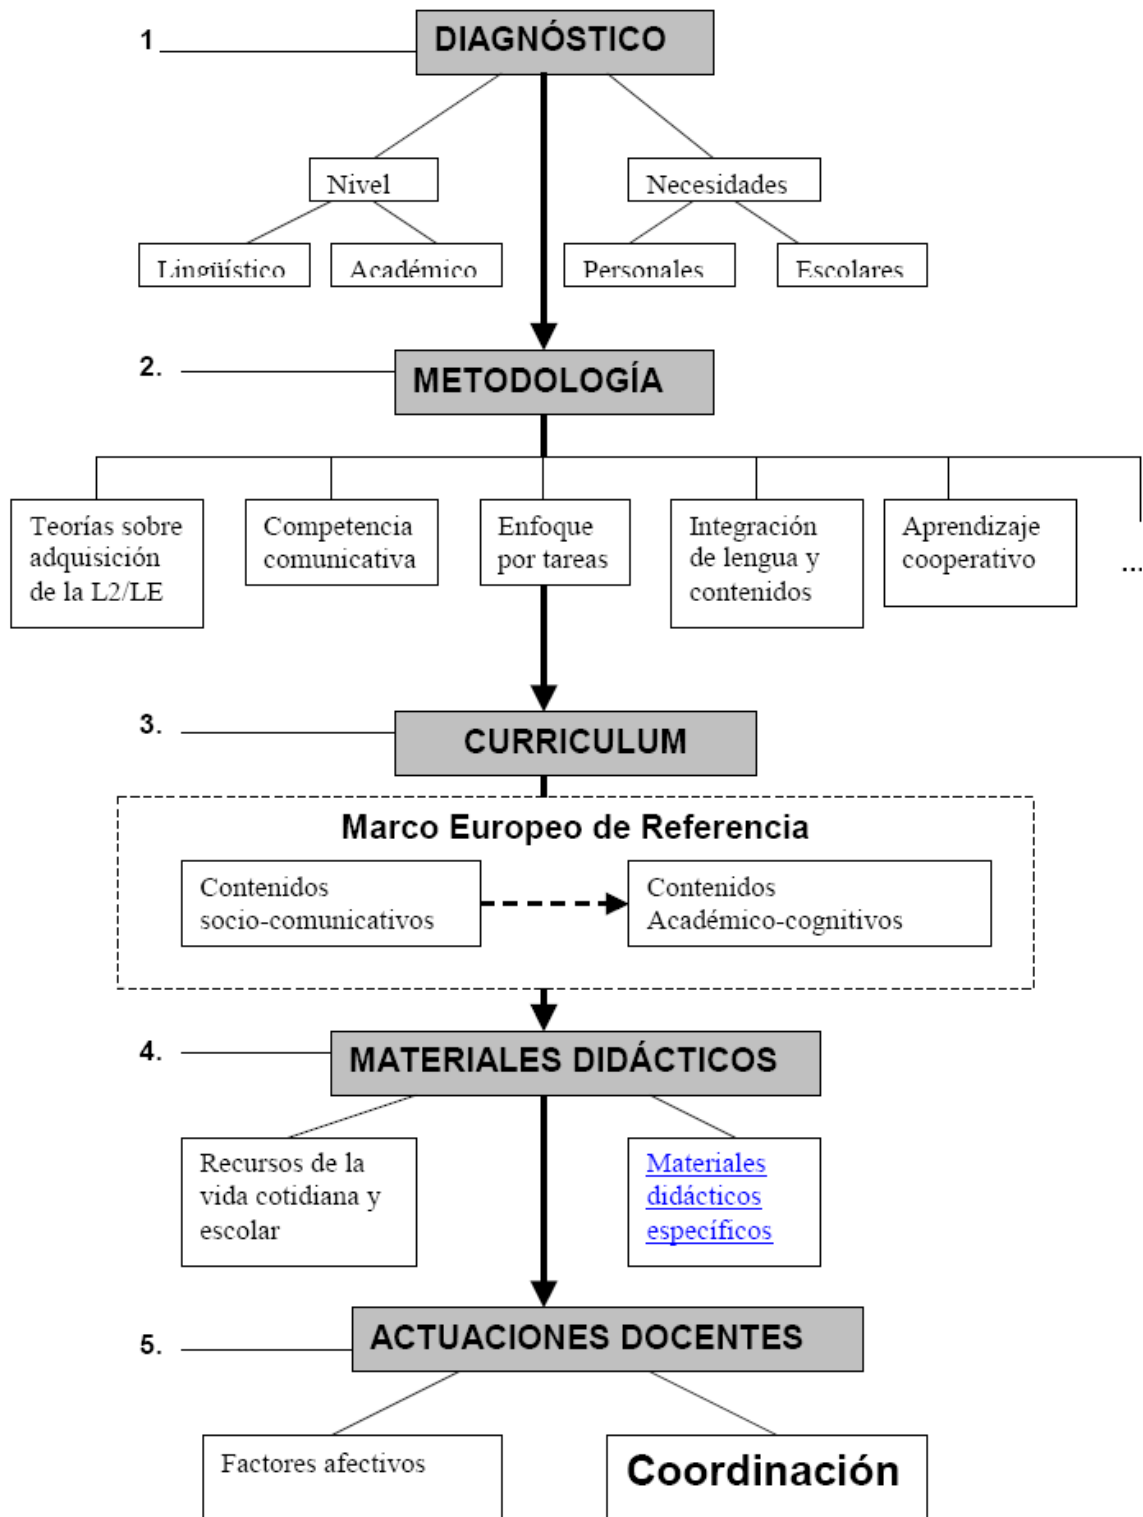 1 DIAGNÓSTICO
Nivel
Necesidades
Lingüístico
Académico
Personales
Escolares
2. METODOLOGÍA
Teorías sobre
adquisición
de la L2/LE
Competencia
comunicativa
Enfoque
por tareas
Integración
de lengua y
contenidos
Aprendizaje
cooperativo
...
3. CURRICULUM
Marco Europeo de Referencia
Contenidos
socio-comunicativos
Contenidos
Académico-cognitivos
4. MATERIALES DIDÁCTICOS
Recursos de la
vida cotidiana y
escolar
Materiales
didácticos
específicos
5. ACTUACIONES DOCENTES
Factores afectivos
Coordinación